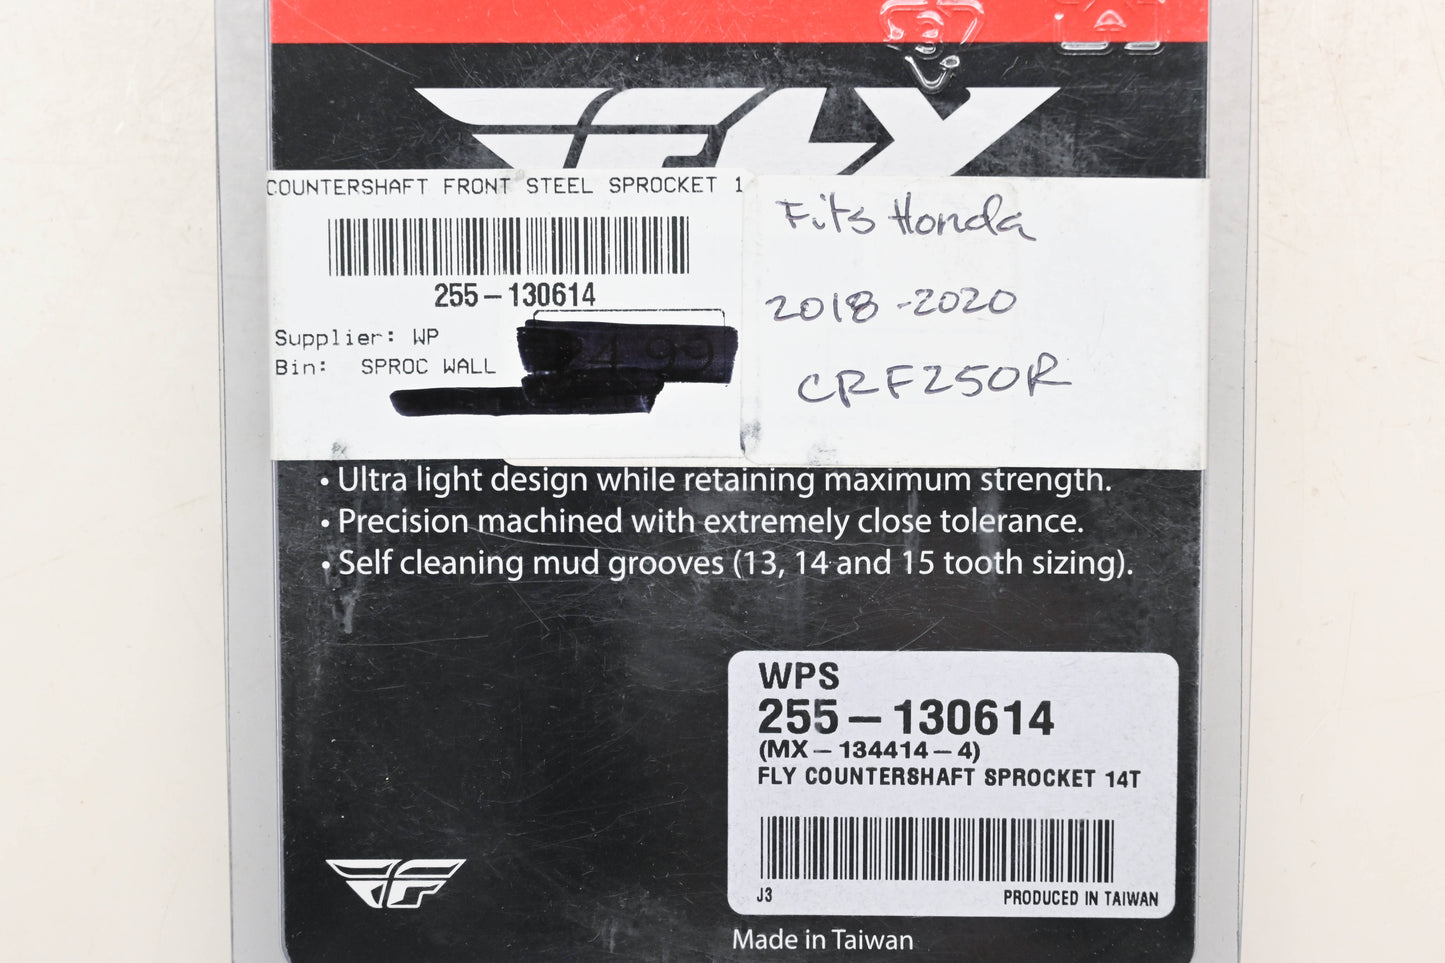 FLY
COUNTERSHAFT FRONT STEEL SPROCKET 1
255-130614
Supplier: WP
Bin: SPROC WALL
Fits Honda
2018-2020
CRF250R
• Ultra light design while retaining maximum strength.
• Precision machined with extremely close tolerance.
• Self cleaning mud grooves (13, 14 and 15 tooth sizing).
WPS
255-130614
(MX-134414-4)
FLY COUNTERSHAFT SPROCKET 14T
J3
PRODUCED IN TAIWAN
Made in Taiwan